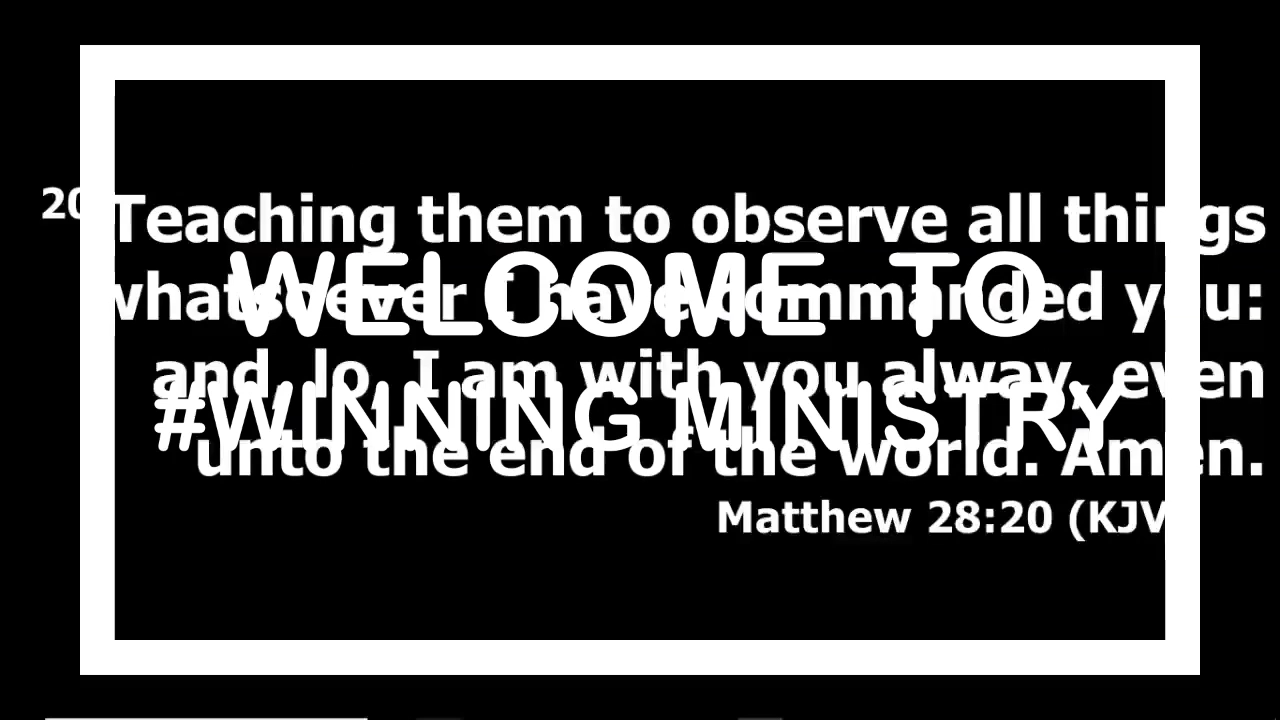 20 Teaching them to observe all things
whatsoever I have commanded you:
and, lo, I am with you alway, even
unto the end of the world. Amen.
Matthew 28:20 (KJV
WELCOME TO
#WINNING MINISTRY